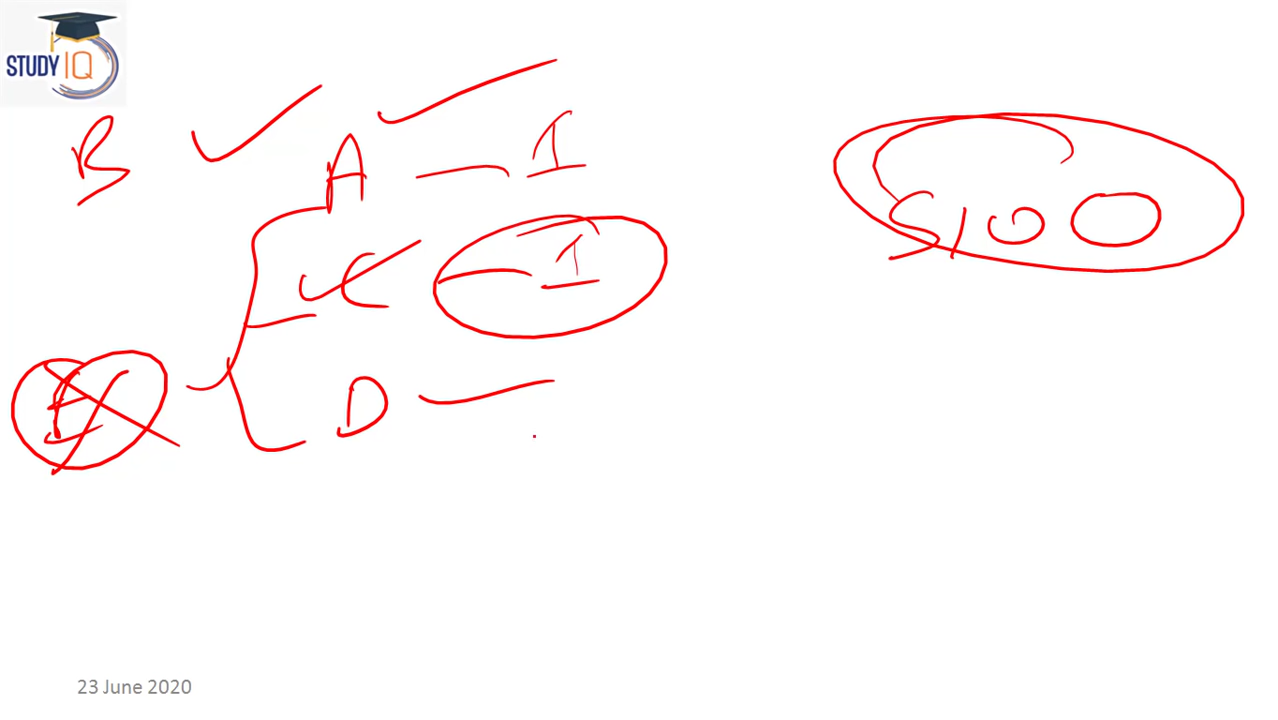 STUDY IQ
B
A — I
C — I
E
D —
S100
23 June 2020